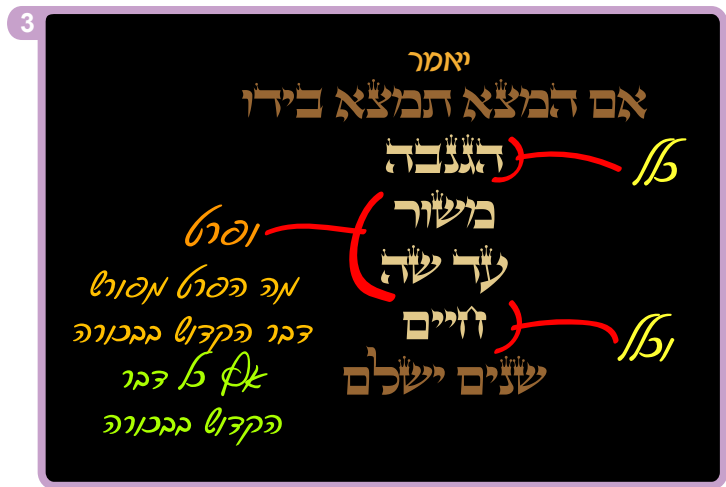 3
יאמר
אם המצא תמצא בידו
הגנבה
כלל
משור
ופרט
עד שה
מה הפרט מפורש
דבר הקדוש בבכורה
חיים
וכלל
אף כל דבר
הקדוש בבכורה
שנים ישלם